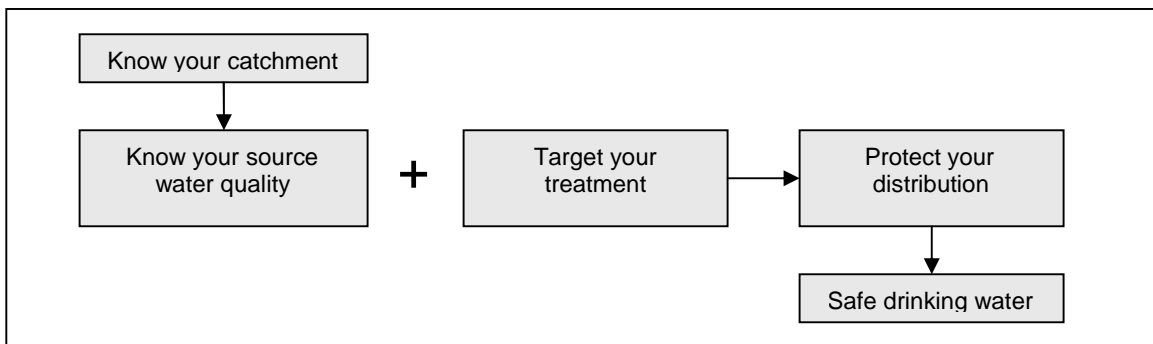 Know your catchment
Know your source
water quality
+
Target your
treatment
Protect your
distribution
Safe drinking water